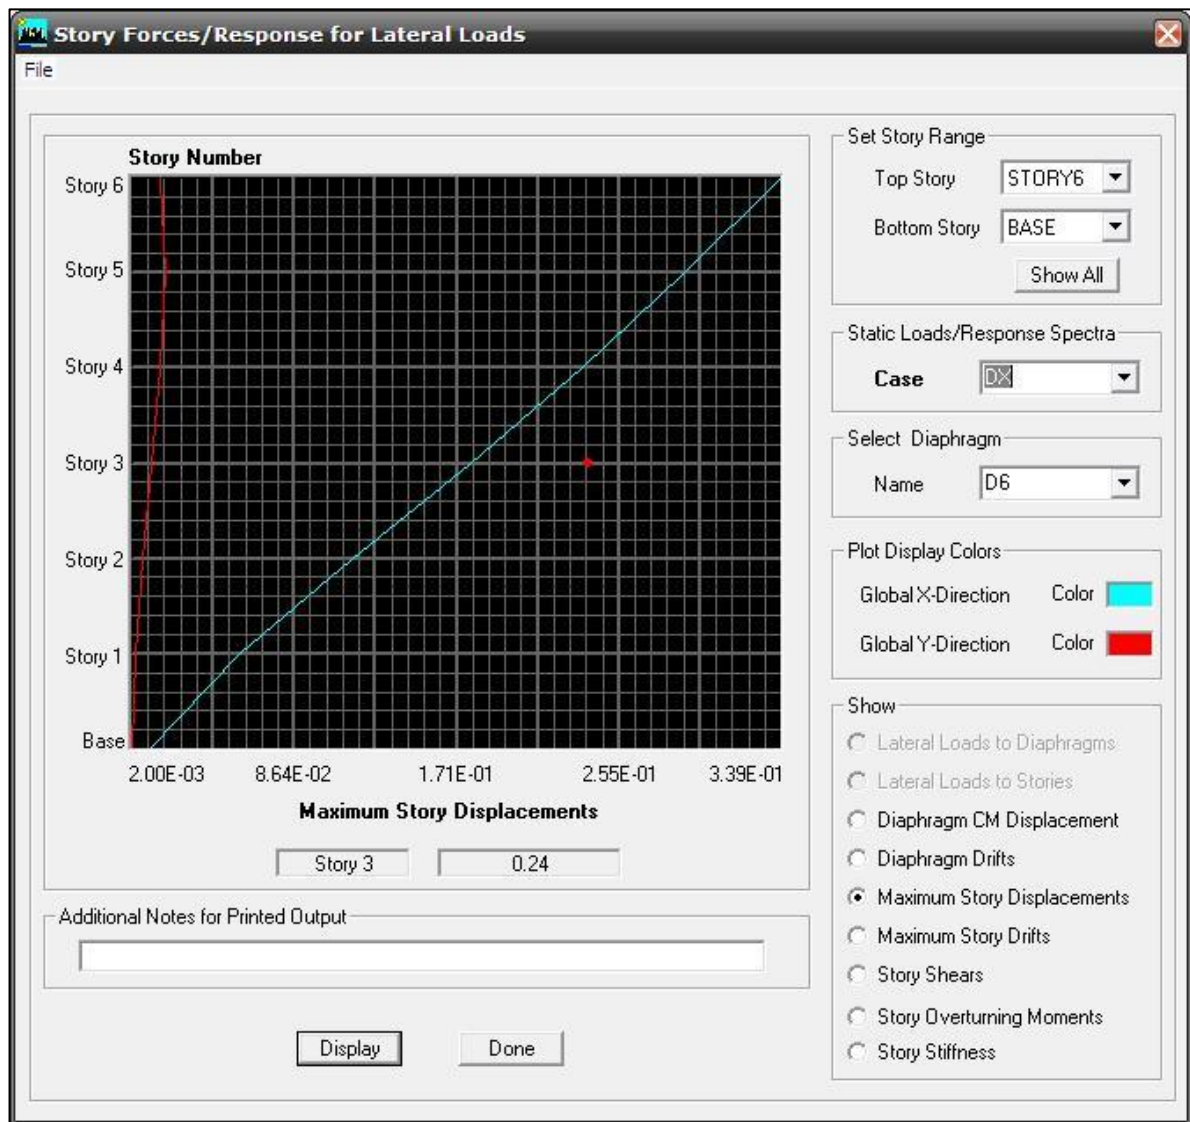 Story Forces/Response for Lateral Loads
File
Story Number
Story 6
Story 5
Story 4
Story 3
Story 2
Story 1
Base
2.00E-03 8.64E-02 1.71E-01 2.55E-01 3.39E-01
Maximum Story Displacements
Story 3 0.24
Additional Notes for Printed Output
Display Done
Set Story Range
Top Story STORY6
Bottom Story BASE
Show All
Static Loads/Response Spectra
Case DX
Select Diaphragm
Name D6
Plot Display Colors
Global X-Direction Color
Global Y-Direction Color
Show
Lateral Loads to Diaphragms
Lateral Loads to Stories
Diaphragm CM Displacement
Diaphragm Drifts
Maximum Story Displacements
Maximum Story Drifts
Story Shears
Story Overturning Moments
Story Stiffness